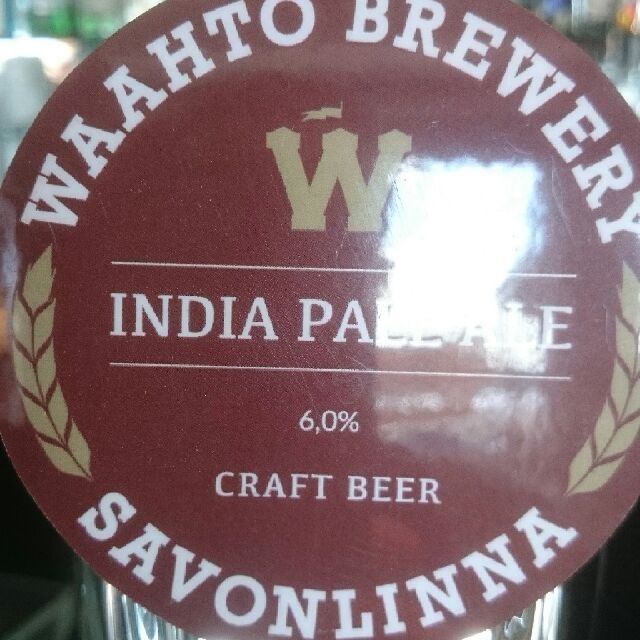 WAAHTO BREWERY
W
INDIA PALE ALE
6,0%
CRAFT BEER
SAVONLINNA